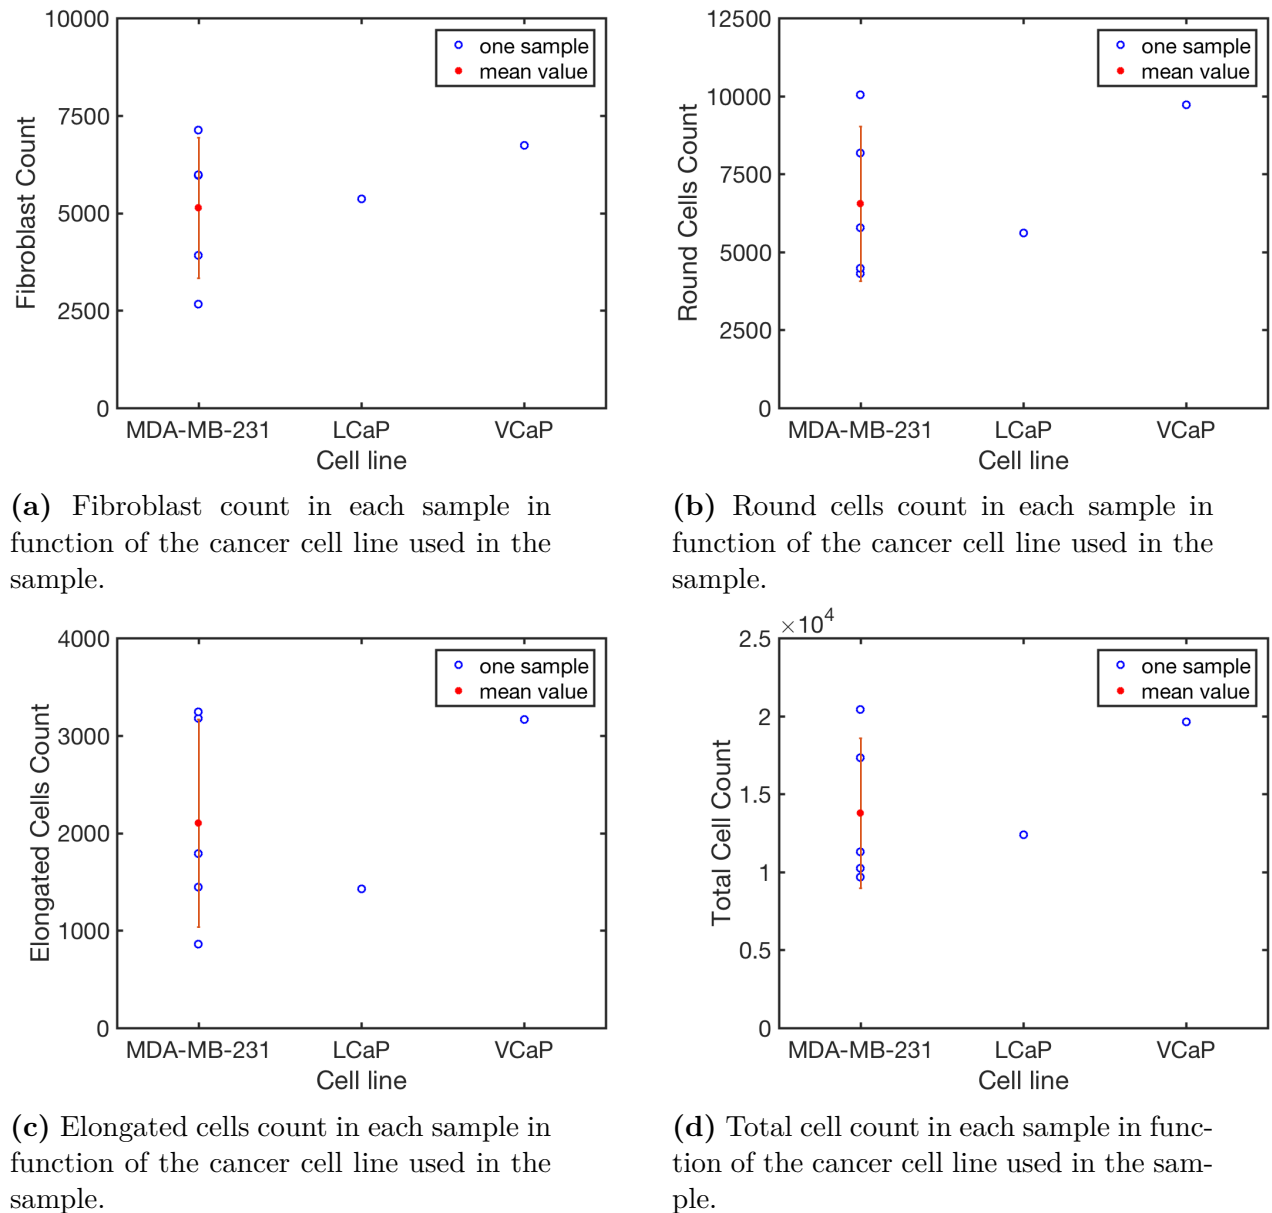 10000
7500
5000
2500
0
Fibroblast Count
one sample
mean value
MDA-MB-231
LCaP
VCaP
Cell line
(a) Fibroblast count in each sample in
function of the cancer cell line used in the
sample.
12500
10000
7500
5000
2500
0
Round Cells Count
one sample
mean value
MDA-MB-231
LCaP
VCaP
Cell line
(b) Round cells count in each sample in
function of the cancer cell line used in the
sample.
4000
3000
2000
1000
0
Elongated Cells Count
one sample
mean value
MDA-MB-231
LCaP
VCaP
Cell line
(c) Elongated cells count in each sample in
function of the cancer cell line used in the
sample.
×10⁴
2.5
2
1.5
1
0.5
0
Total Cell Count
one sample
mean value
MDA-MB-231
LCaP
VCaP
Cell line
(d) Total cell count in each sample in func-
tion of the cancer cell line used in the sam-
ple.